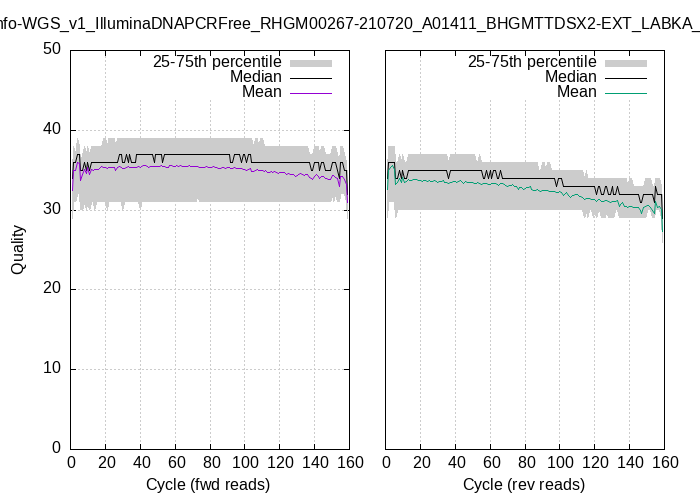 nfo-WGS_v1_IlluminaDNAPCRFree_RHGM00267-210720_A01411_BHGMTTDSX2-EXT_LABKA_
50
40
30
20
10
0
Quality
25-75th percentile
Median
Mean
0 20 40 60 80 100 120 140 160
Cycle (fwd reads)
25-75th percentile
Median
Mean
0 20 40 60 80 100 120 140 160
Cycle (rev reads)